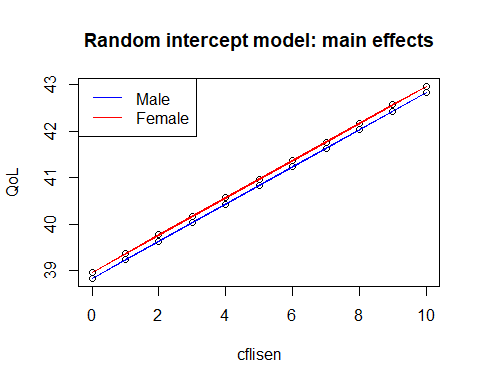 Random intercept model: main effects
Male
Female
43
42
41
40
39
QoL
0 2 4 6 8 10
cflisen